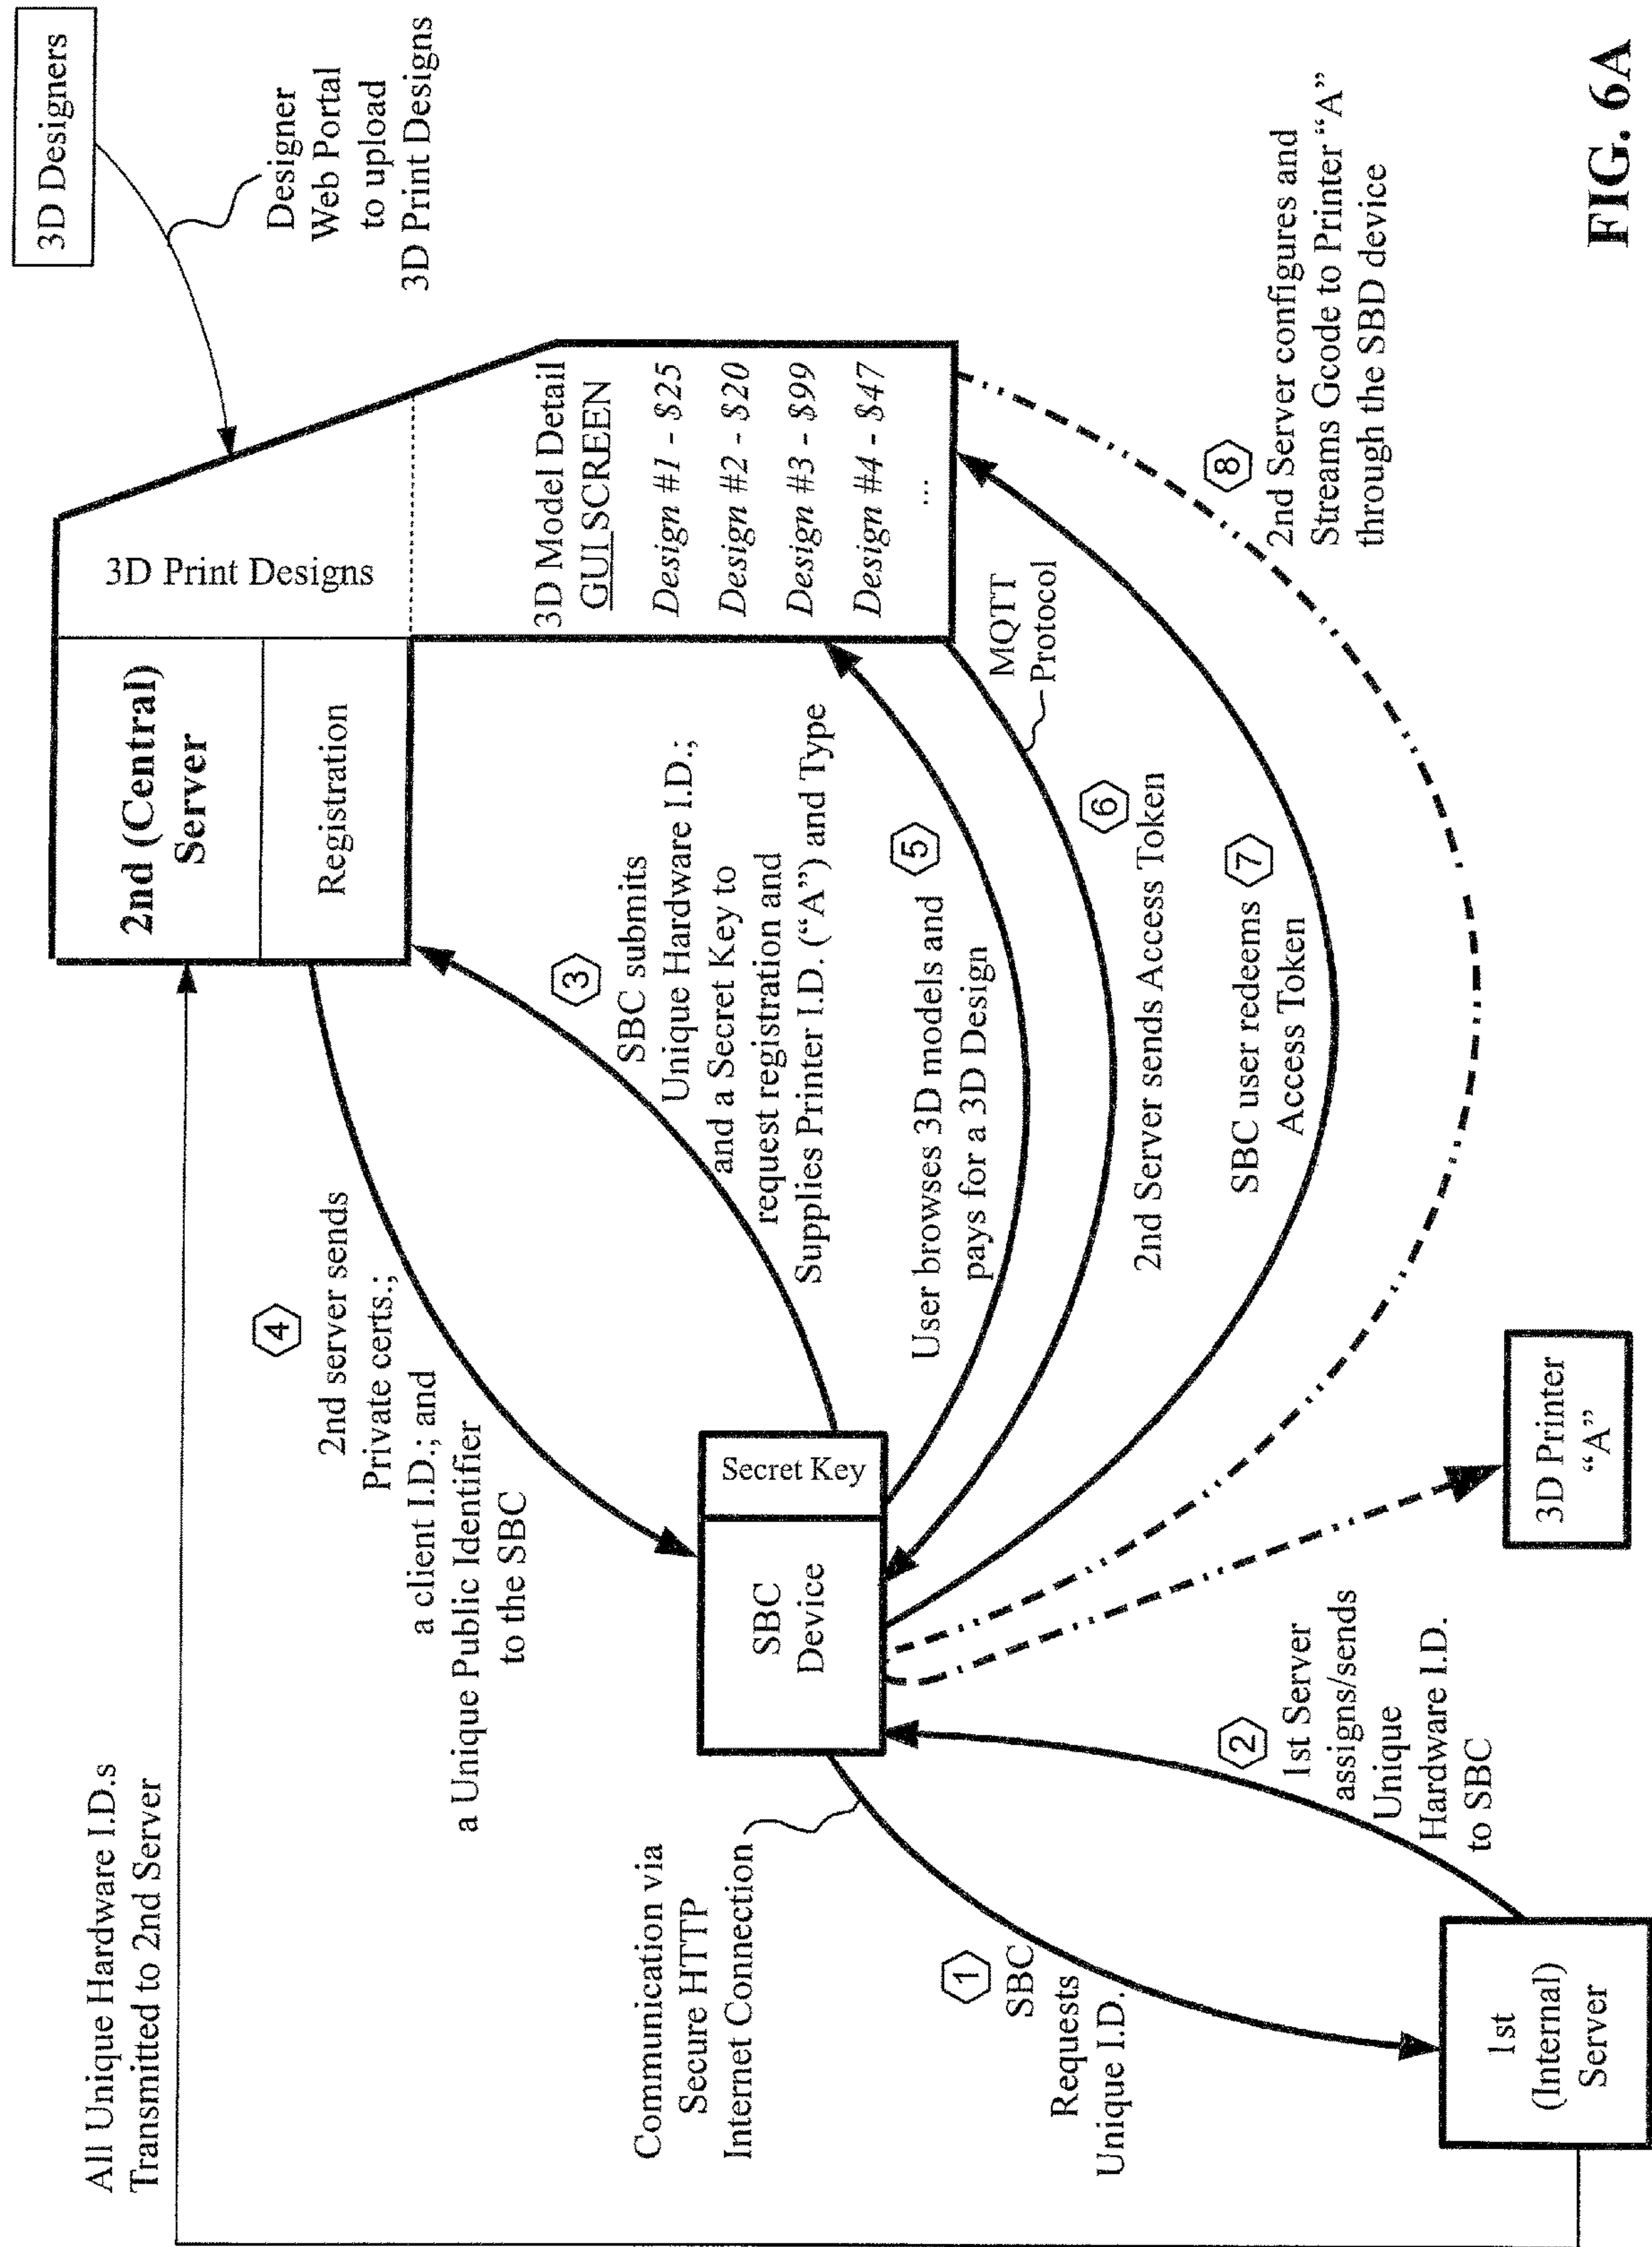 All Unique Hardware I.D.s
Transmitted to 2nd Server
2nd (Central)
Server
Registration
3D Print Designs
3D Designers
Designer
Web Portal
to upload
3D Print Designs
3D Model Detail
GUI SCREEN
Design #1 - $25
Design #2 - $20
Design #3 - $99
Design #4 - $47
...
4
2nd server sends
Private certs.;
a client I.D.; and
a Unique Public Identifier
to the SBC
3
SBC submits
Unique Hardware I.D.;
and a Secret Key to
request registration and
Supplies Printer I.D. (“A”) and Type
Communication via
Secure HTTP
Internet Connection
SBC
Device
Secret Key
5
User browses 3D models and
pays for a 3D Design
MQTT
Protocol
6
2nd Server sends Access Token
1
SBC
Requests
Unique I.D.
2
1st Server
assigns/sends
Unique
Hardware I.D.
to SBC
7
SBC user redeems
Access Token
8
2nd Server configures and
Streams Gcode to Printer “A”
through the SBD device
1st
(Internal)
Server
3D Printer
“A”
FIG. 6A